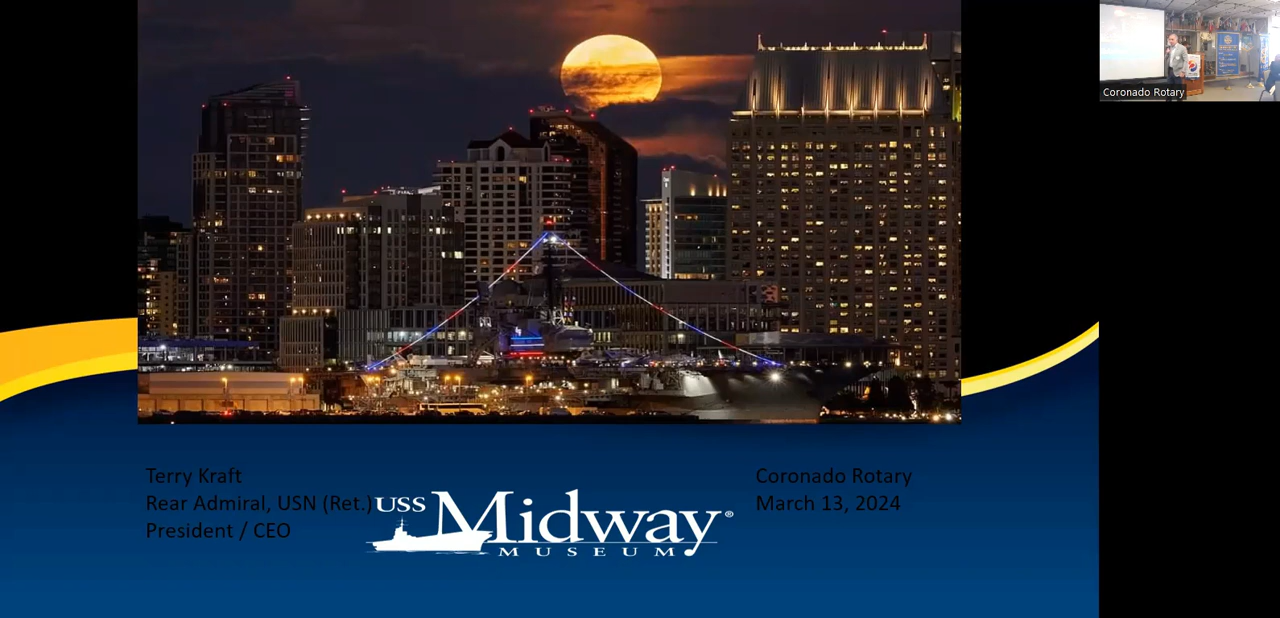 Coronado Rotary
Terry Kraft
Rear Admiral, USN (Ret.)
President / CEO
USS Midway®
MUSEUM
Coronado Rotary
March 13, 2024